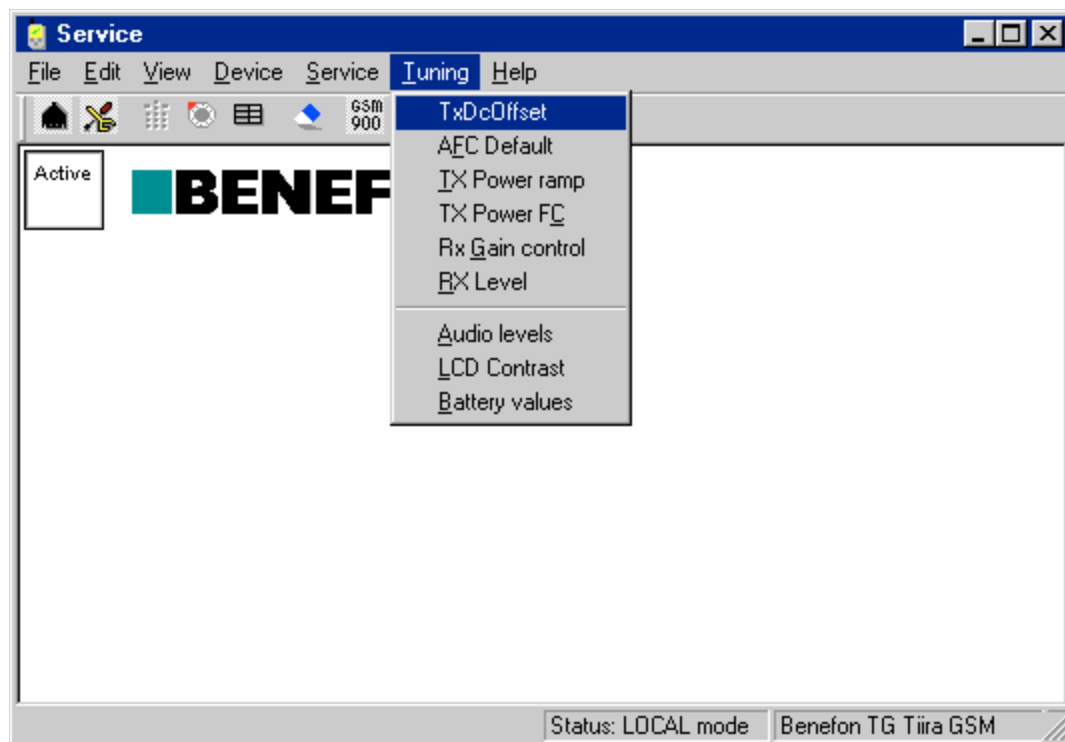 Service
File Edit View Device Service Tuning Help
GSM
900
TxDcOffset
AFC Default
TX Power ramp
TX Power FC
Rx Gain control
RX Level
Audio levels
LCD Contrast
Battery values
Active
BENEF
Status: LOCAL mode Benefon TG Tiira GSM